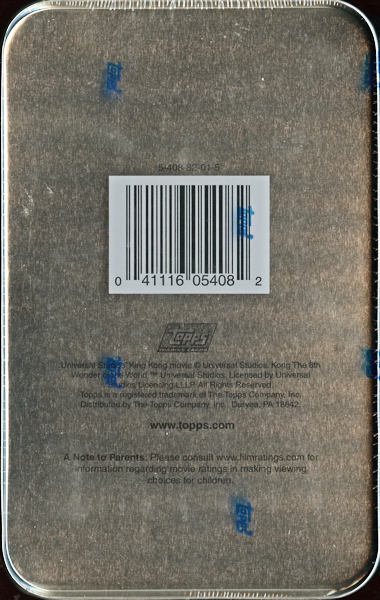 5-408-82-01-5
0 41116 05408 2
topps
Universal Studios' King Kong movie © Universal Studios. Kong The 8th
Wonder of the World ™ Universal Studios. Licensed by Universal
Studios Licensing LLLP. All Rights Reserved.
Topps is a registered trademark of The Topps Company, Inc.
Distributed by The Topps Company, Inc., Duryea, PA 18642.
www.topps.com
A Note to Parents: Please consult www.filmratings.com for
information regarding movie ratings in making viewing
choices for children.